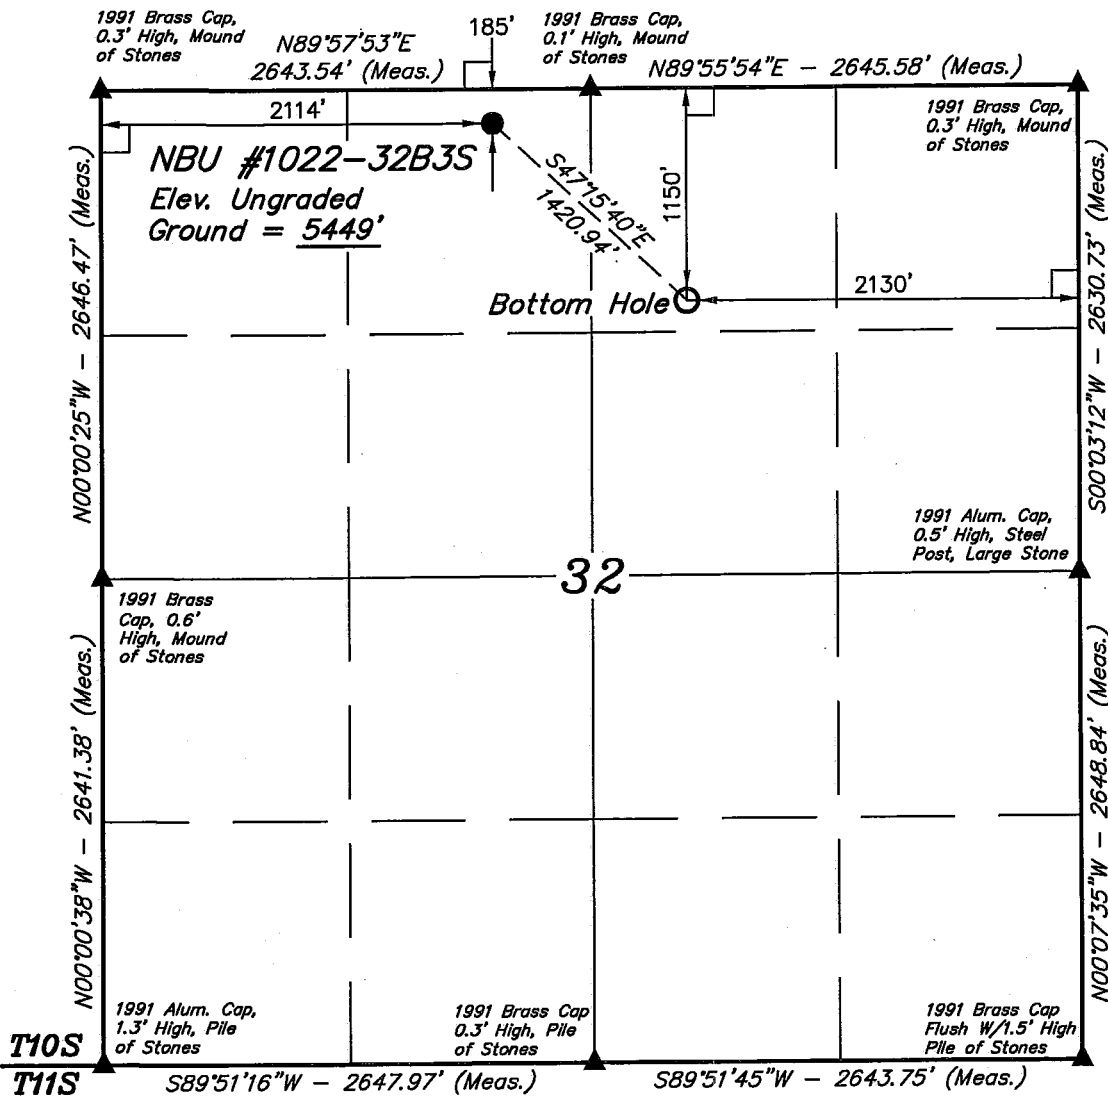 1991 Brass Cap,
0.3' High, Mound
of Stones
N89°57'53"E
2643.54' (Meas.)
185'
1991 Brass Cap,
0.1' High, Mound
of Stones
N89°55'54"E - 2645.58' (Meas.)
2114'
1991 Brass Cap,
0.3' High, Mound
of Stones
NBU #1022-32B3S
Elev. Ungraded
Ground = 5449'
S47°15'40"E
1420.94'
1150'
N00°00'25"W - 2646.47' (Meas.)
S00°03'12"W - 2630.73' (Meas.)
Bottom Hole
2130'
1991 Alum. Cap,
0.5' High, Steel
Post, Large Stone
32
1991 Brass
Cap, 0.6'
High, Mound
of Stones
N00°00'38"W - 2641.38' (Meas.)
N00°07'35"W - 2648.84' (Meas.)
1991 Alum. Cap,
1.3' High, Pile
of Stones
1991 Brass Cap
0.3' High, Pile
of Stones
1991 Brass Cap
Flush W/1.5' High
Pile of Stones
T10S
T11S
S89°51'16"W - 2647.97' (Meas.)
S89°51'45"W - 2643.75' (Meas.)